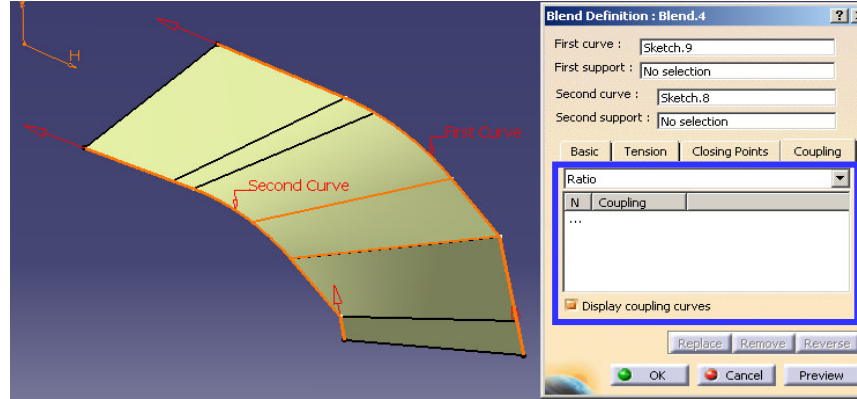 H
First Curve
Second Curve
Blend Definition : Blend.4
First curve : Sketch.9
First support : No selection
Second curve : Sketch.8
Second support : No selection
Basic Tension Closing Points Coupling
Ratio
N Coupling
...
Display coupling curves
Replace Remove Reverse
OK Cancel Preview